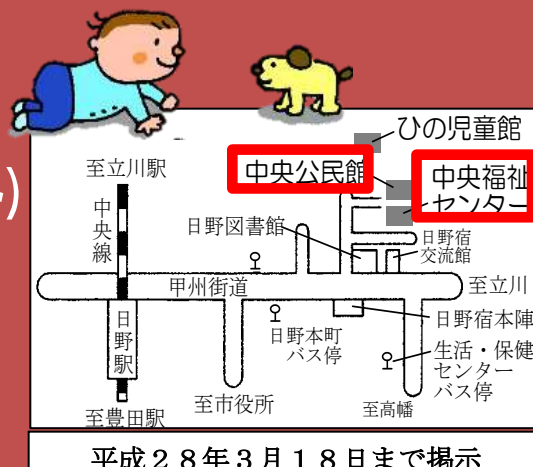 )
ひの児童館
至立川駅
中央公民館
中央福祉
センター
中央線
日野図書館
日野宿
交流館
甲州街道
至立川
日野駅
日野本町
バス停
日野宿本陣
生活・保健
センター
バス停
至豊田駅
至市役所
至高幡
平成２８年３月１８日まで掲示